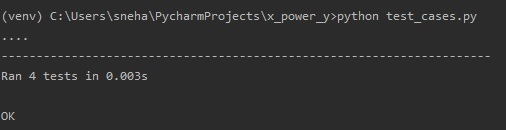 (venv) C:\Users\sneha\PycharmProjects\x_power_y>python test_cases.py
....
----------------------------------------------------------------------
Ran 4 tests in 0.003s
OK